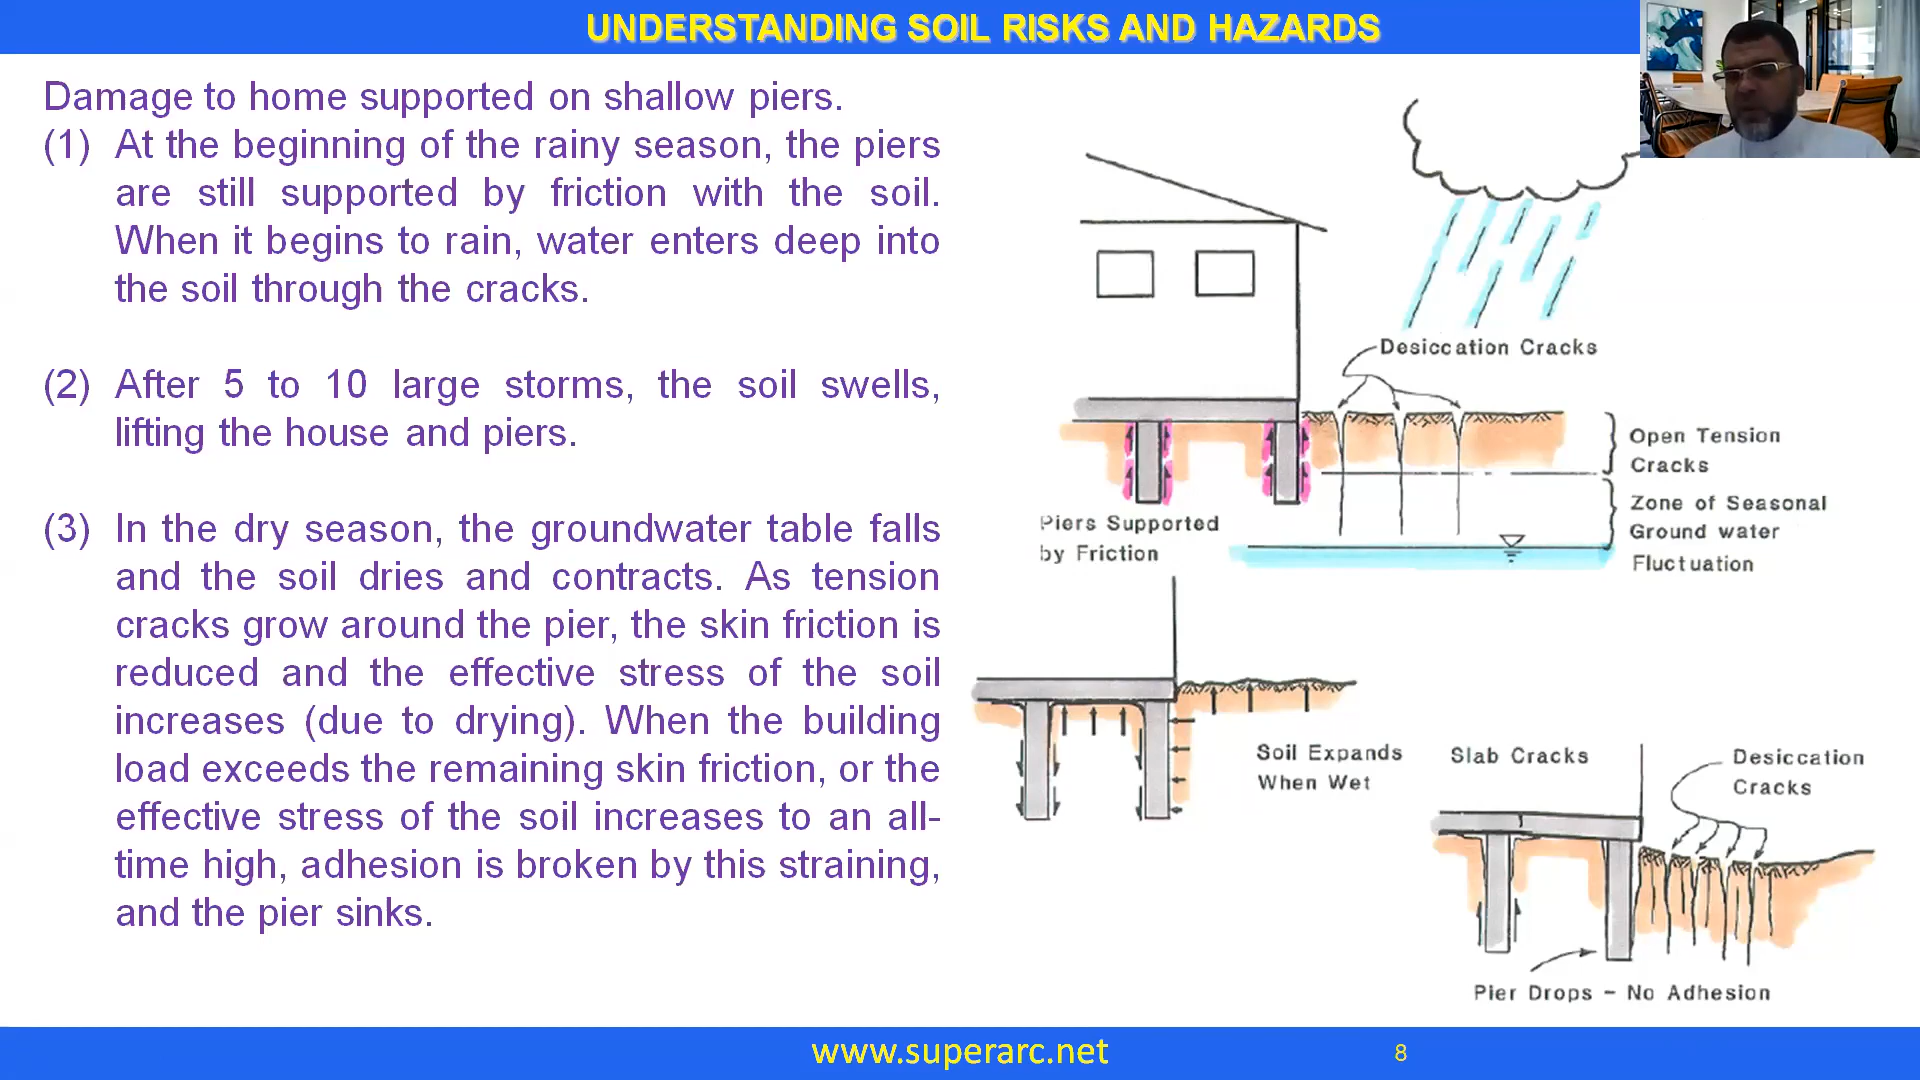 UNDERSTANDING SOIL RISKS AND HAZARDS
Damage to home supported on shallow piers.
(1) At the beginning of the rainy season, the piers
are still supported by friction with the soil.
When it begins to rain, water enters deep into
the soil through the cracks.
(2) After 5 to 10 large storms, the soil swells,
lifting the house and piers.
(3) In the dry season, the groundwater table falls
and the soil dries and contracts. As tension
cracks grow around the pier, the skin friction is
reduced and the effective stress of the soil
increases (due to drying). When the building
load exceeds the remaining skin friction, or the
effective stress of the soil increases to an all-
time high, adhesion is broken by this straining,
and the pier sinks.
Desiccation Cracks
Open Tension
Cracks
Zone of Seasonal
Ground water
Fluctuation
Piers Supported
by Friction
Soil Expands
When Wet
Slab Cracks
Desiccation
Cracks
Pier Drops – No Adhesion
www.superarc.net
8